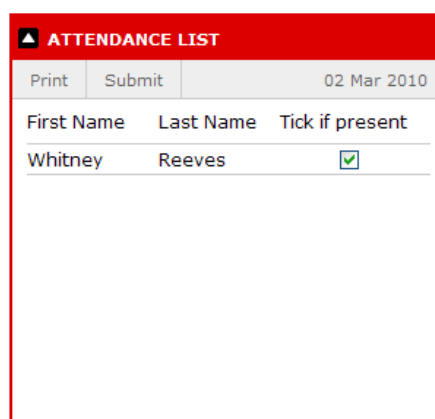 ATTENDANCE LIST
Print Submit 02 Mar 2010
First Name Last Name Tick if present
Whitney Reeves